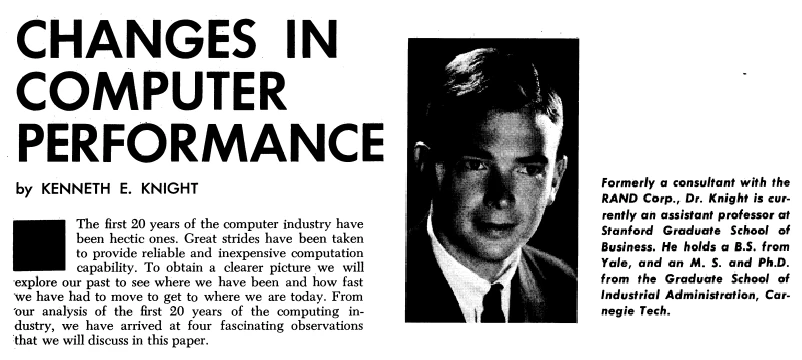 CHANGES IN
COMPUTER
PERFORMANCE
by KENNETH E. KNIGHT
The first 20 years of the computer industry have
been hectic ones. Great strides have been taken
to provide reliable and inexpensive computation
capability. To obtain a clearer picture we will
explore our past to see where we have been and how fast
we have had to move to get to where we are today. From
our analysis of the first 20 years of the computing in-
dustry, we have arrived at four fascinating observations
that we will discuss in this paper.
Formerly a consultant with the
RAND Corp., Dr. Knight is cur-
rently an assistant professor at
Stanford Graduate School of
Business. He holds a B.S. from
Yale, and an M. S. and Ph.D.
from the Graduate School of
Industrial Administration, Car-
negie Tech.